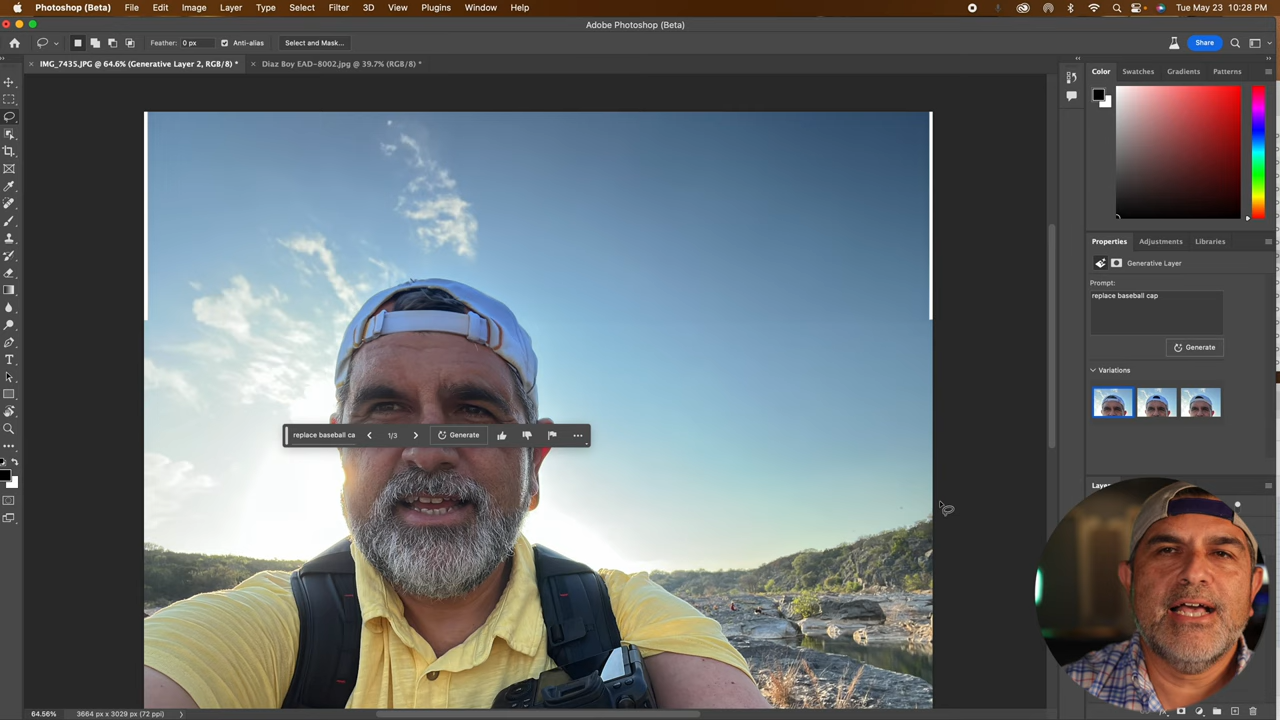 Photoshop (Beta) File Edit Image Layer Type Select Filter 3D View Plugins Window Help Tue May 23 10:28 PM
Adobe Photoshop (Beta)
Feather: 0 px Anti-alias Select and Mask... Share
IMG_7435.JPG @ 64.6% (Generative Layer 2, RGB/8) * Diaz Boy EAD-8002.jpg @ 39.7% (RGB/8) *
Color Swatches Gradients Patterns
Properties Adjustments Libraries
Generative Layer
Prompt:
replace baseball cap
Generate
Variations
replace baseball ca 1/3 Generate
64.56% 3664 px x 3029 px (72 ppi)